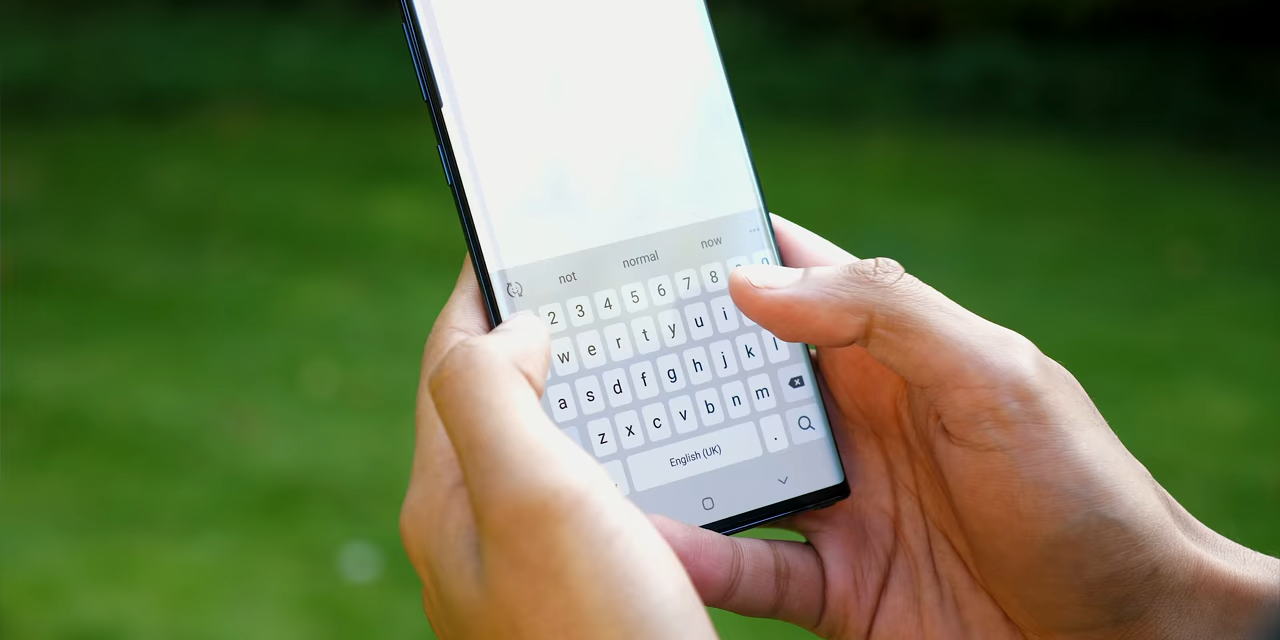 not normal now
2 3 4 5 6 7 8
w e r t y u i
a s d f g h j k l
z x c v b n m
English (UK) .